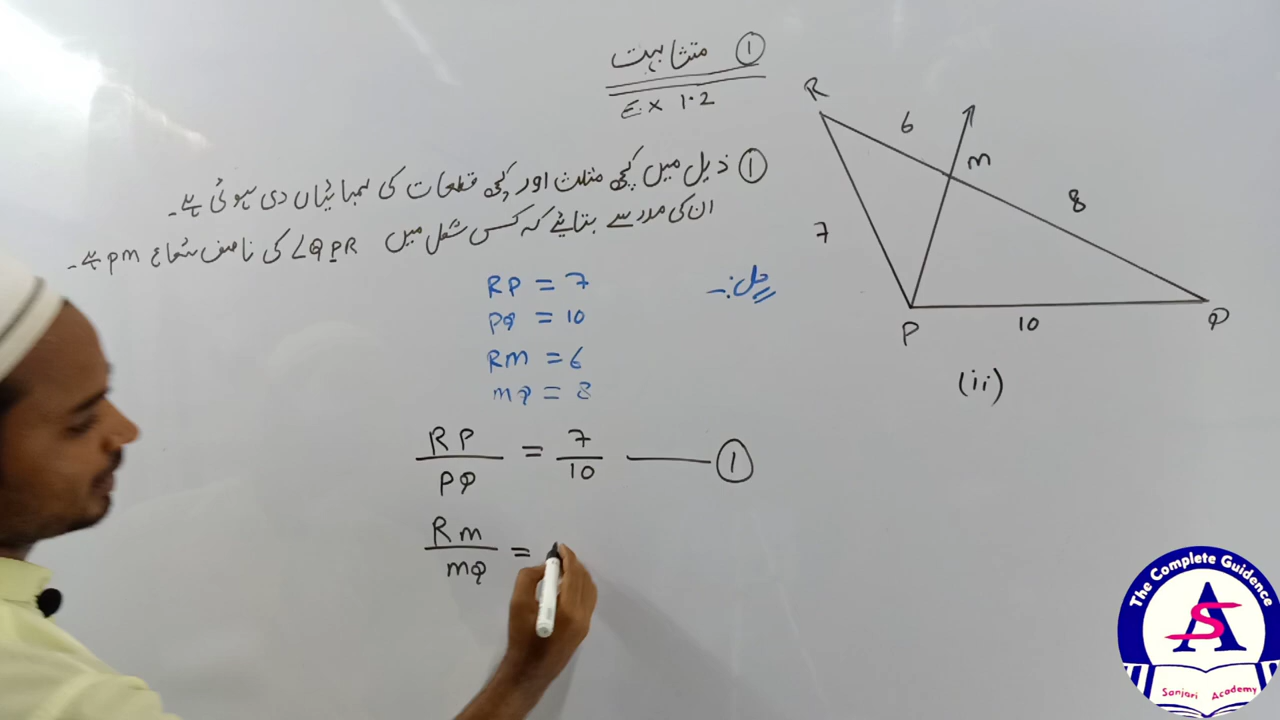 ① متشابہت
Ex 1.2
① ذیل میں کچھ مثلث اور کچھ قطعات کی لمبائیاں دی ہوئی ہے۔
ان کی مدد سے بتائیے کہ کس شکل میں ∠QPR کی ناصف شعاع PM ہے۔
حل:۔
RP = 7
PQ = 10
RM = 6
MQ = 8
RP/PQ = 7/10 —— ①
RM/MQ =
R
6
M
8
7
P
10
Q
(ii)
The Complete Guidence
AS
Sanjari Academy